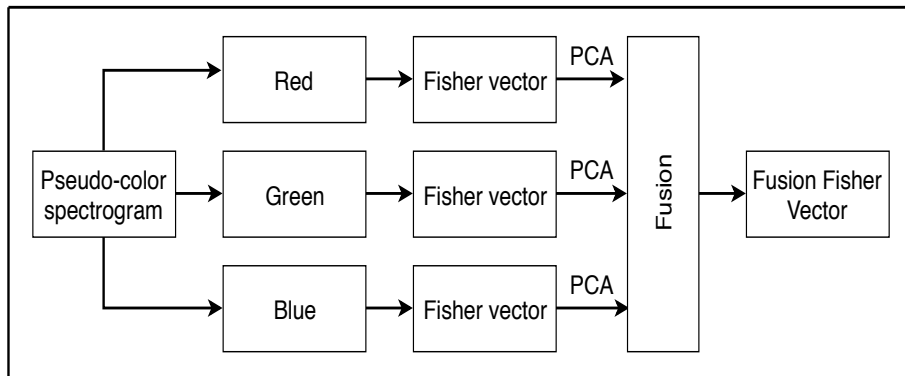 Red
Fisher vector
PCA
Pseudo-color
spectrogram
Green
Fisher vector
PCA
Fusion
Fusion Fisher
Vector
Blue
Fisher vector
PCA